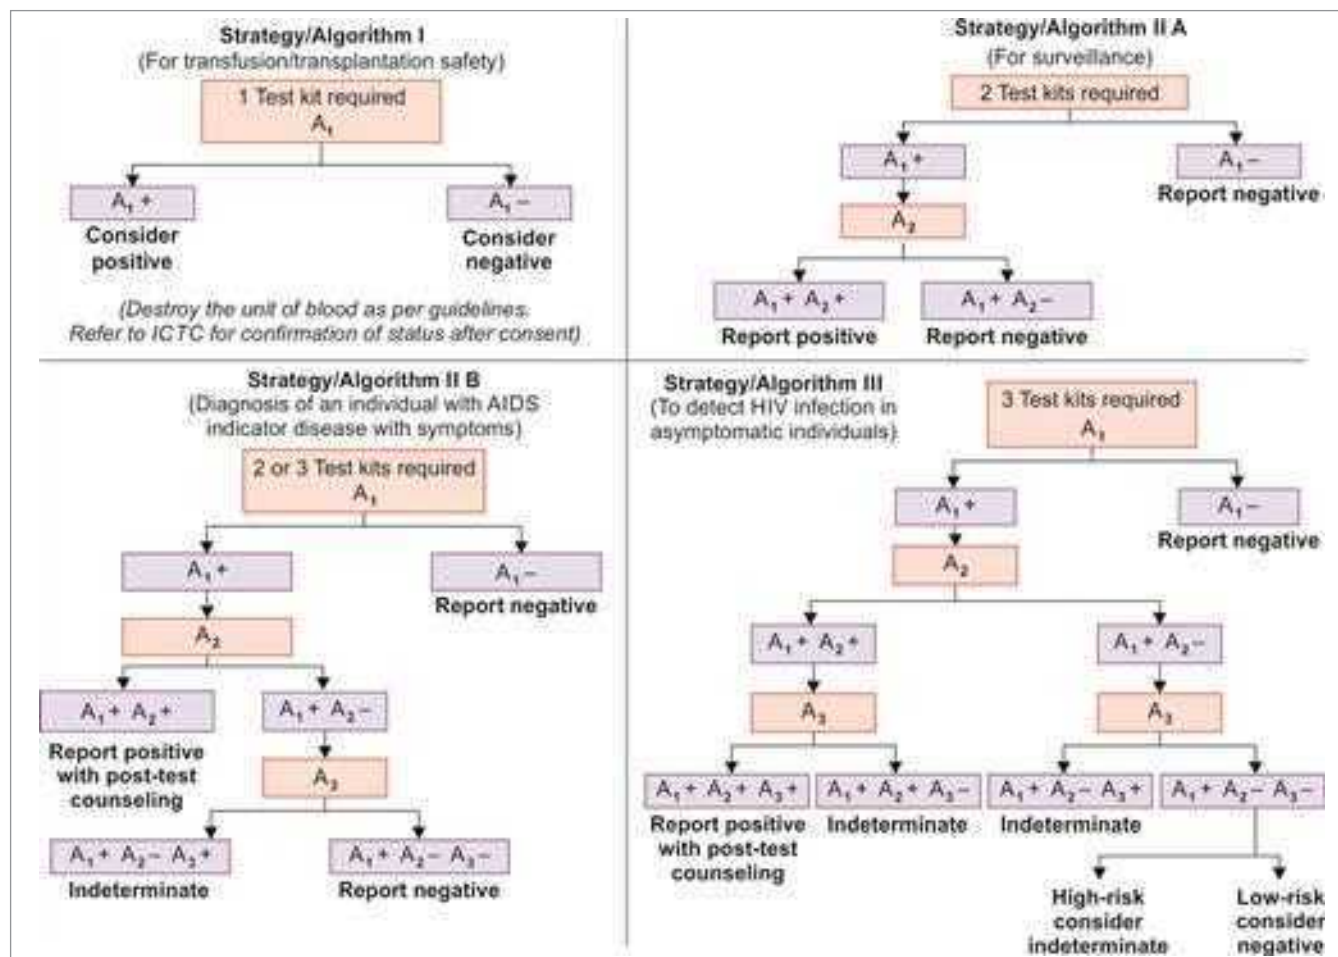 Strategy/Algorithm I
(For transfusion/transplantation safety)
1 Test kit required
A₁
A₁ +
A₁ –
Consider
positive
Consider
negative
(Destroy the unit of blood as per guidelines.
Refer to ICTC for confirmation of status after consent)
Strategy/Algorithm II A
(For surveillance)
2 Test kits required
A₁ +
A₁ –
Report negative
A₂
A₁ + A₂ +
A₁ + A₂ –
Report positive
Report negative
Strategy/Algorithm II B
(Diagnosis of an individual with AIDS
indicator disease with symptoms)
2 or 3 Test kits required
A₁
A₁ +
A₁ –
Report negative
A₂
A₁ + A₂ +
A₁ + A₂ –
Report positive
with post-test
counseling
A₃
A₁ + A₂ – A₃ +
A₁ + A₂ – A₃ –
Indeterminate
Report negative
Strategy/Algorithm III
(To detect HIV infection in
asymptomatic individuals)
3 Test kits required
A₁
A₁ +
A₁ –
Report negative
A₂
A₁ + A₂ +
A₁ + A₂ –
A₃
A₃
A₁ + A₂ + A₃ +
A₁ + A₂ + A₃ –
A₁ + A₂ – A₃ +
A₁ + A₂ – A₃ –
Report positive
with post-test
counseling
Indeterminate
Indeterminate
High-risk
consider
indeterminate
Low-risk
consider
negative